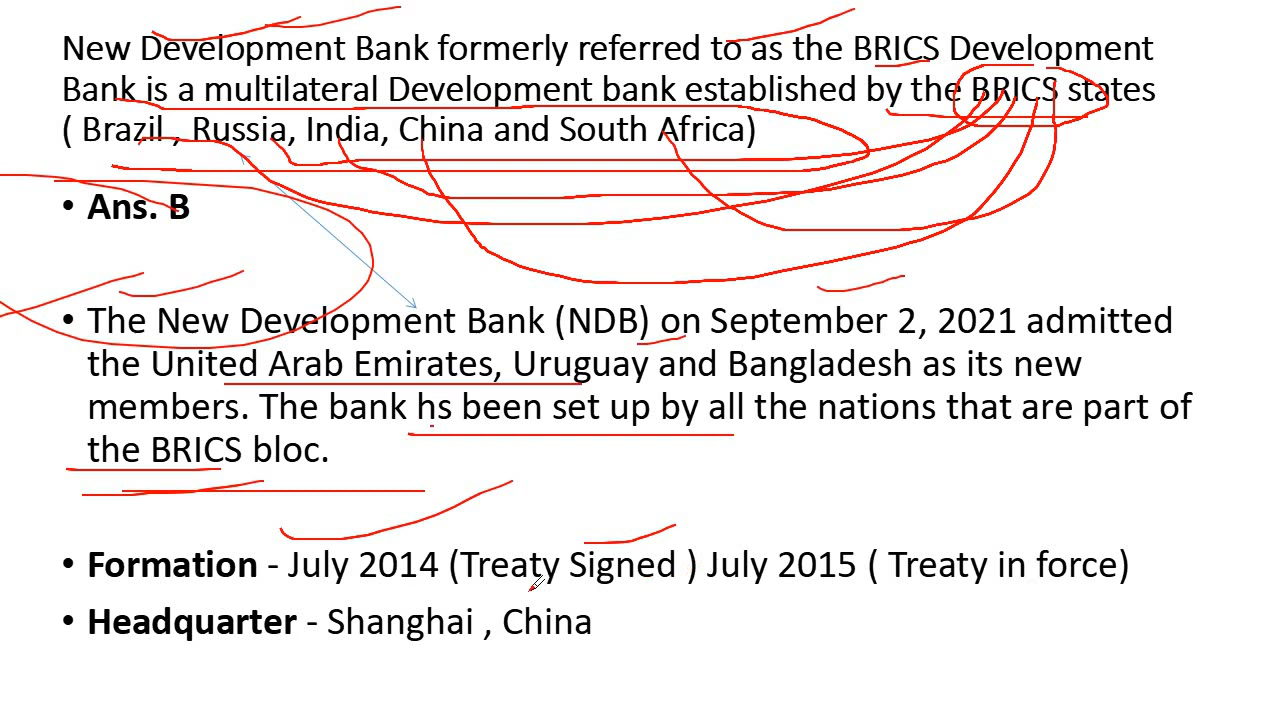 New Development Bank formerly referred to as the BRICS Development
Bank is a multilateral Development bank established by the BRICS states
( Brazil , Russia, India, China and South Africa)
• Ans. B
• The New Development Bank (NDB) on September 2, 2021 admitted
the United Arab Emirates, Uruguay and Bangladesh as its new
members. The bank hs been set up by all the nations that are part of
the BRICS bloc.
• Formation - July 2014 (Treaty Signed ) July 2015 ( Treaty in force)
• Headquarter - Shanghai , China